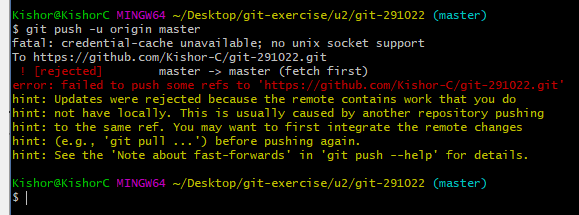 Kishor@KishorC MINGW64 ~/Desktop/git-exercise/u2/git-291022 (master)
$ git push -u origin master
fatal: credential-cache unavailable; no unix socket support
To https://github.com/Kishor-C/git-291022.git
 ! [rejected]        master -> master (fetch first)
error: failed to push some refs to 'https://github.com/Kishor-C/git-291022.git'
hint: Updates were rejected because the remote contains work that you do
hint: not have locally. This is usually caused by another repository pushing
hint: to the same ref. You may want to first integrate the remote changes
hint: (e.g., 'git pull ...') before pushing again.
hint: See the 'Note about fast-forwards' in 'git push --help' for details.
Kishor@KishorC MINGW64 ~/Desktop/git-exercise/u2/git-291022 (master)
$